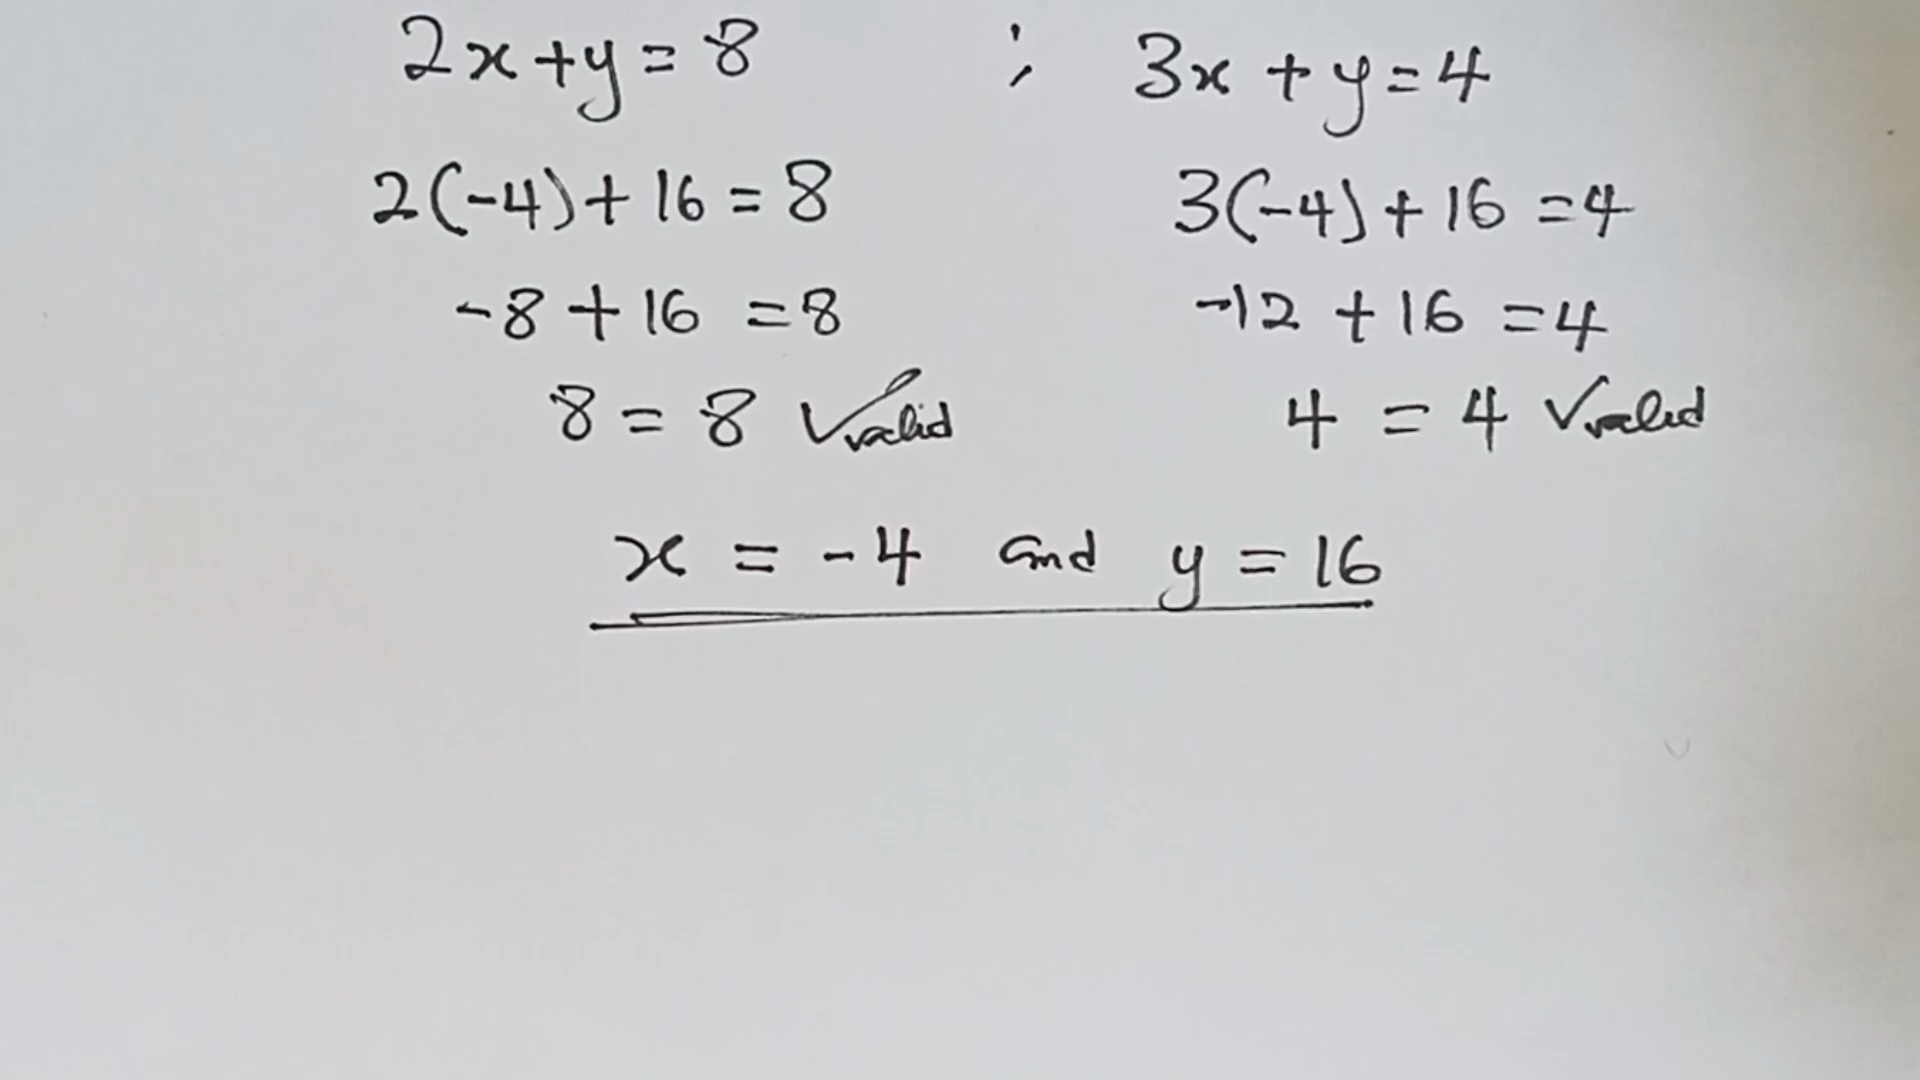 2x+y=8 ; 3x+y=4
2(-4)+16=8 3(-4)+16=4
-8+16=8 -12+16=4
8=8 ✓valid 4=4 ✓valid
x=-4 and y=16